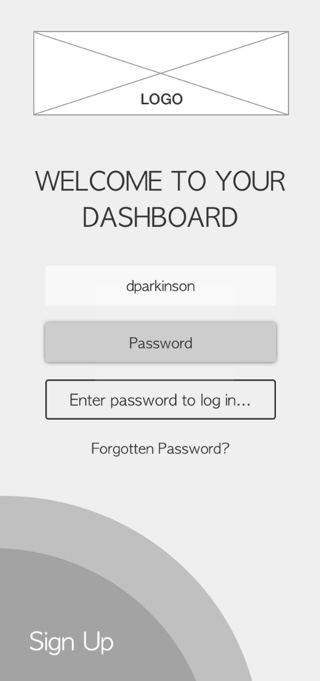 LOGO
WELCOME TO YOUR
DASHBOARD
dparkinson
Password
Enter password to log in...
Forgotten Password?
Sign Up